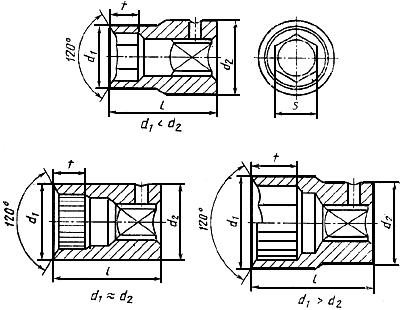 t
120°
d₁
d₂
l
s
d₁ < d₂
t
120°
d₁
d₂
l
d₁ ≈ d₂
t
120°
d₁
d₂
l
d₁ > d₂